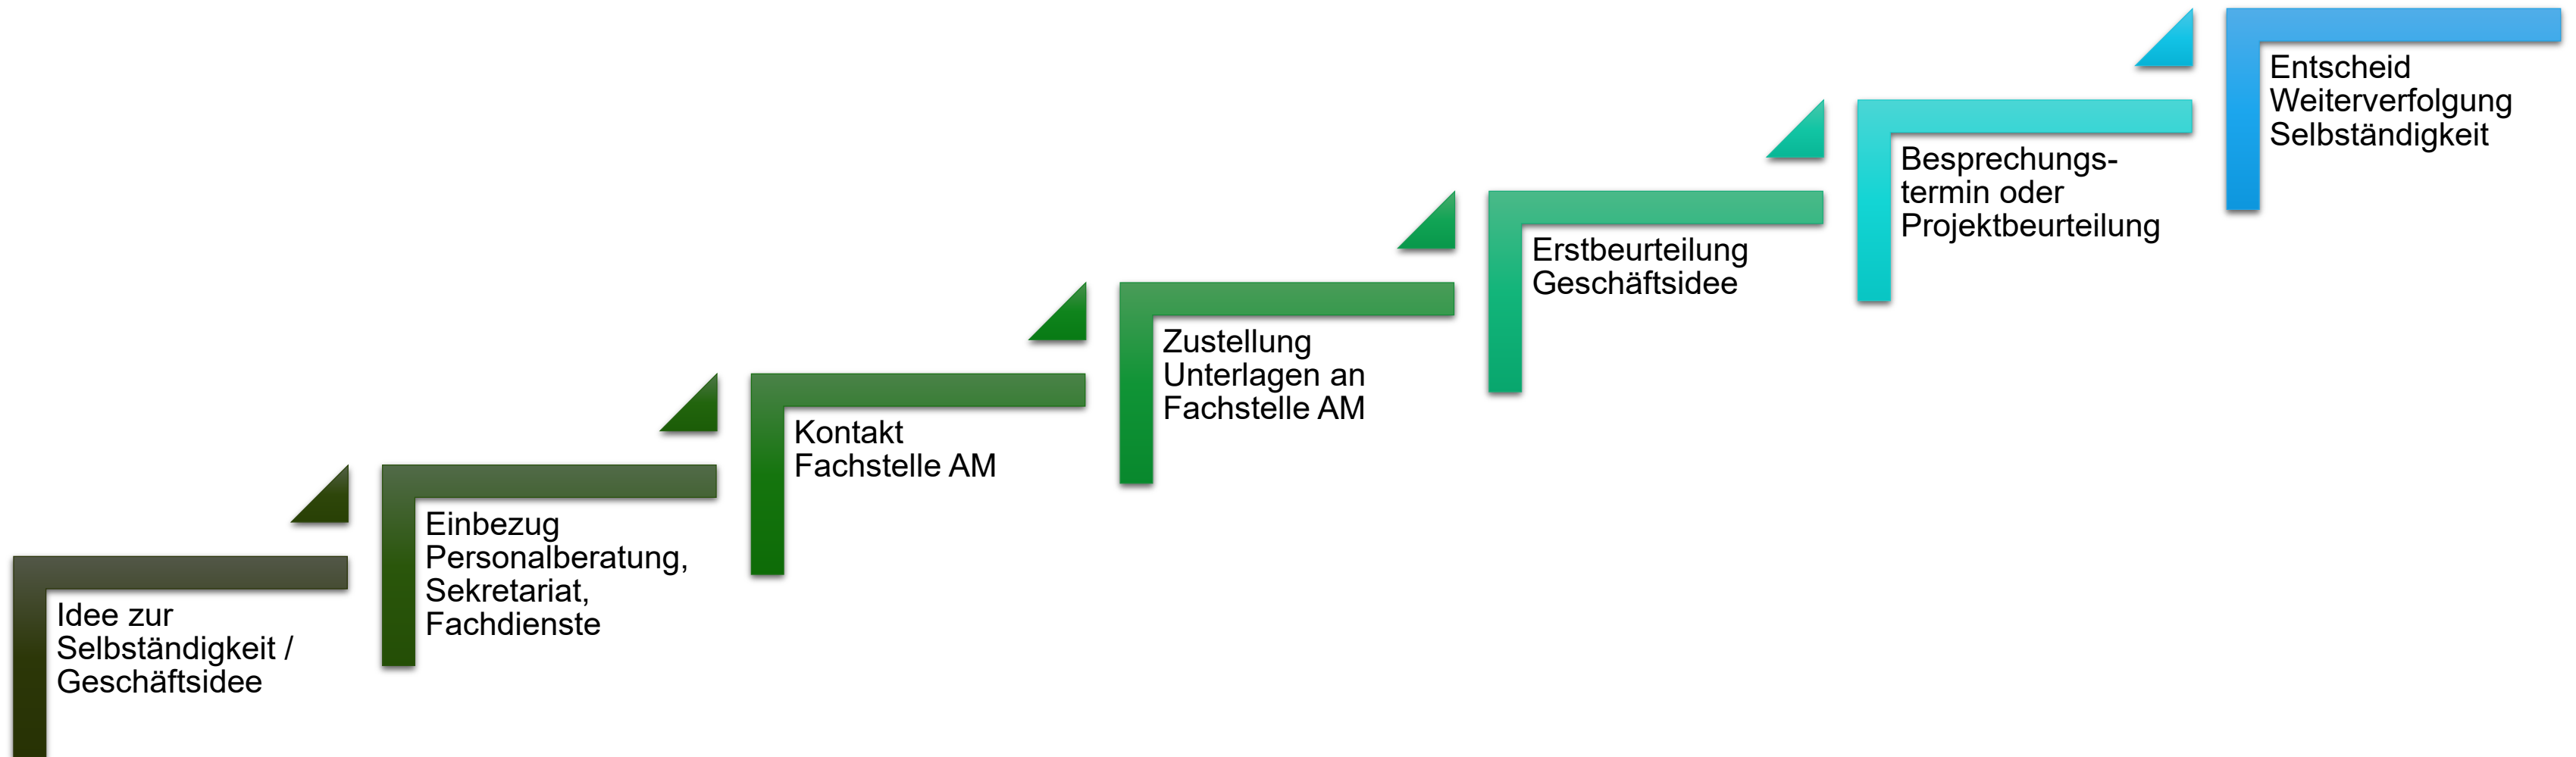 Idee zur
Selbständigkeit /
Geschäftsidee
Einbezug
Personalberatung,
Sekretariat,
Fachdienste
Kontakt
Fachstelle AM
Zustellung
Unterlagen an
Fachstelle AM
Erstbeurteilung
Geschäftsidee
Besprechungs-
termin oder
Projektbeurteilung
Entscheid
Weiterverfolgung
Selbständigkeit